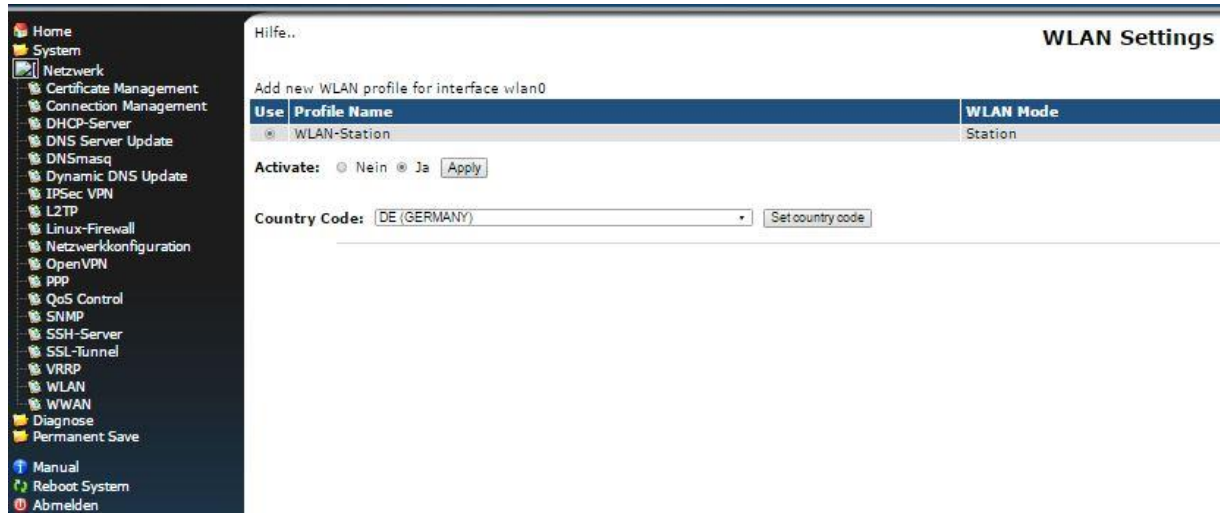 Home
System
Netzwerk
Certificate Management
Connection Management
DHCP-Server
DNS Server Update
DNSmasq
Dynamic DNS Update
IPSec VPN
L2TP
Linux-Firewall
Netzwerkkonfiguration
OpenVPN
PPP
QoS Control
SNMP
SSH-Server
SSL-Tunnel
VRRP
WLAN
WWAN
Diagnose
Permanent Save
Manual
Reboot System
Abmelden
Hilfe..
WLAN Settings
Add new WLAN profile for interface wlan0
Use Profile Name WLAN Mode
WLAN-Station Station
Activate: Nein Ja Apply
Country Code: DE (GERMANY) Set country code